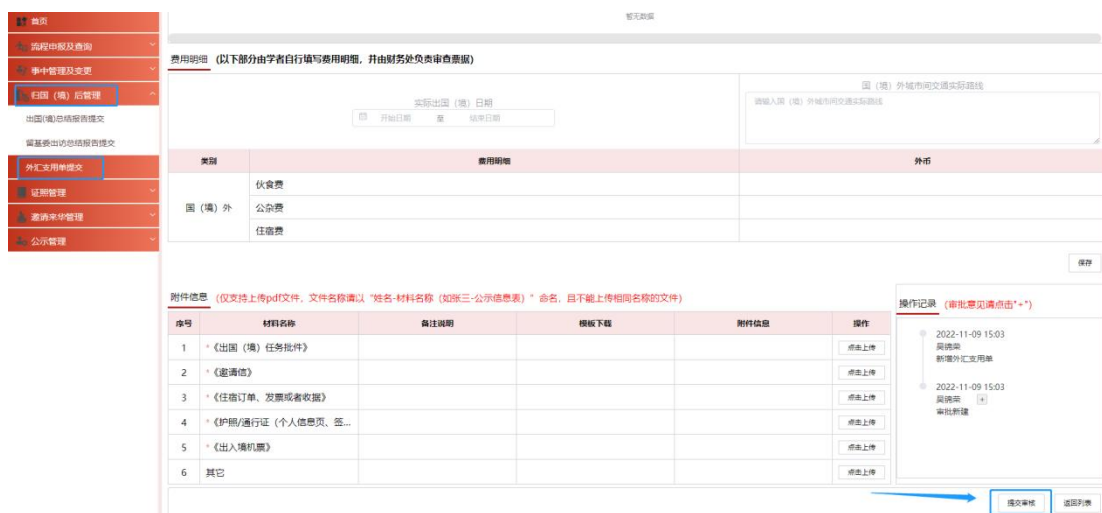 首页
流程申报及查询
事中管理及变更
归国（境）后管理
出国(境)总结报告提交
留基委出访总结报告提交
外汇支用单提交
证照管理
邀请来华管理
公示管理
暂无数据
费用明细 (以下部分由学者自行填写费用明细，并由财务处负责审查票据)
实际出国（境）日期
开始日期 至 结束日期
国（境）外城市间交通实际路线
请输入国（境）外城市间交通实际路线
类别 费用明细 外币
国（境）外
伙食费
公杂费
住宿费
保存
附件信息 （仅支持上传pdf文件，文件名称请以“姓名-材料名称（如张三-公示信息表）”命名，且不能上传相同名称的文件）
序号 材料名称 备注说明 模板下载 附件信息 操作
1 *《出国（境）任务批件》 点击上传
2 *《邀请信》 点击上传
3 *《住宿订单、发票或者收据》 点击上传
4 *《护照/通行证（个人信息页、签... 点击上传
5 *《出入境机票》 点击上传
6 其它 点击上传
操作记录 （审批意见请点击"+"）
2022-11-09 15:03
吴锦荣
新增外汇支用单
2022-11-09 15:03
吴锦荣 +
审批新建
提交审核 返回列表